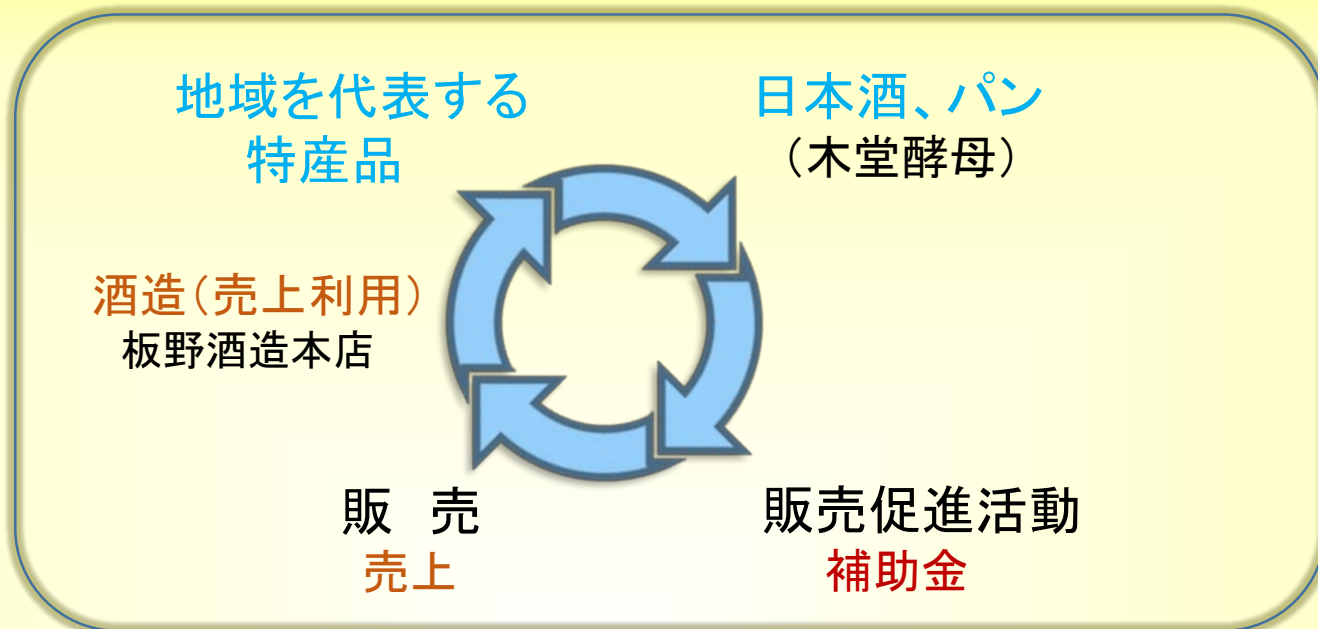 地域を代表する
特産品
日本酒、パン
（木堂酵母）
酒造（売上利用）
板野酒造本店
販　売
売上
販売促進活動
補助金